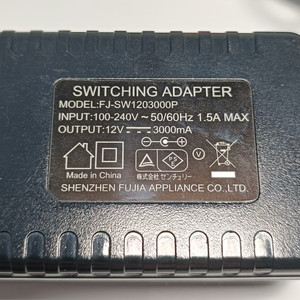 SWITCHING ADAPTER
MODEL:FJ-SW1203000P
INPUT:100-240V~50/60Hz 1.5A MAX
OUTPUT:12V⎓3000mA
Made In China
株式会社 センチュリー
SHENZHEN FUJIA APPLIANCE CO.,LTD.